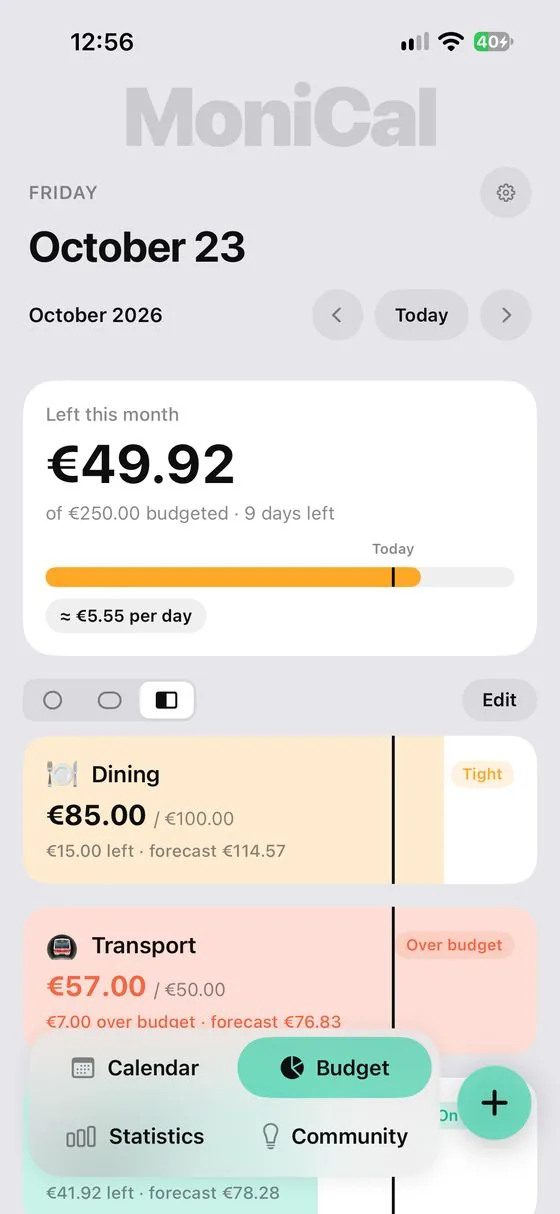 12:56
40
MoniCal
FRIDAY
October 23
October 2026
Today
Left this month
€49.92
of €250.00 budgeted · 9 days left
Today
≈ €5.55 per day
Edit
Dining
Tight
€85.00 / €100.00
€15.00 left · forecast €114.57
Transport
Over budget
€57.00 / €50.00
€7.00 over budget · forecast €76.83
Calendar
Budget
On
Statistics
Community
€41.92 left · forecast €78.28